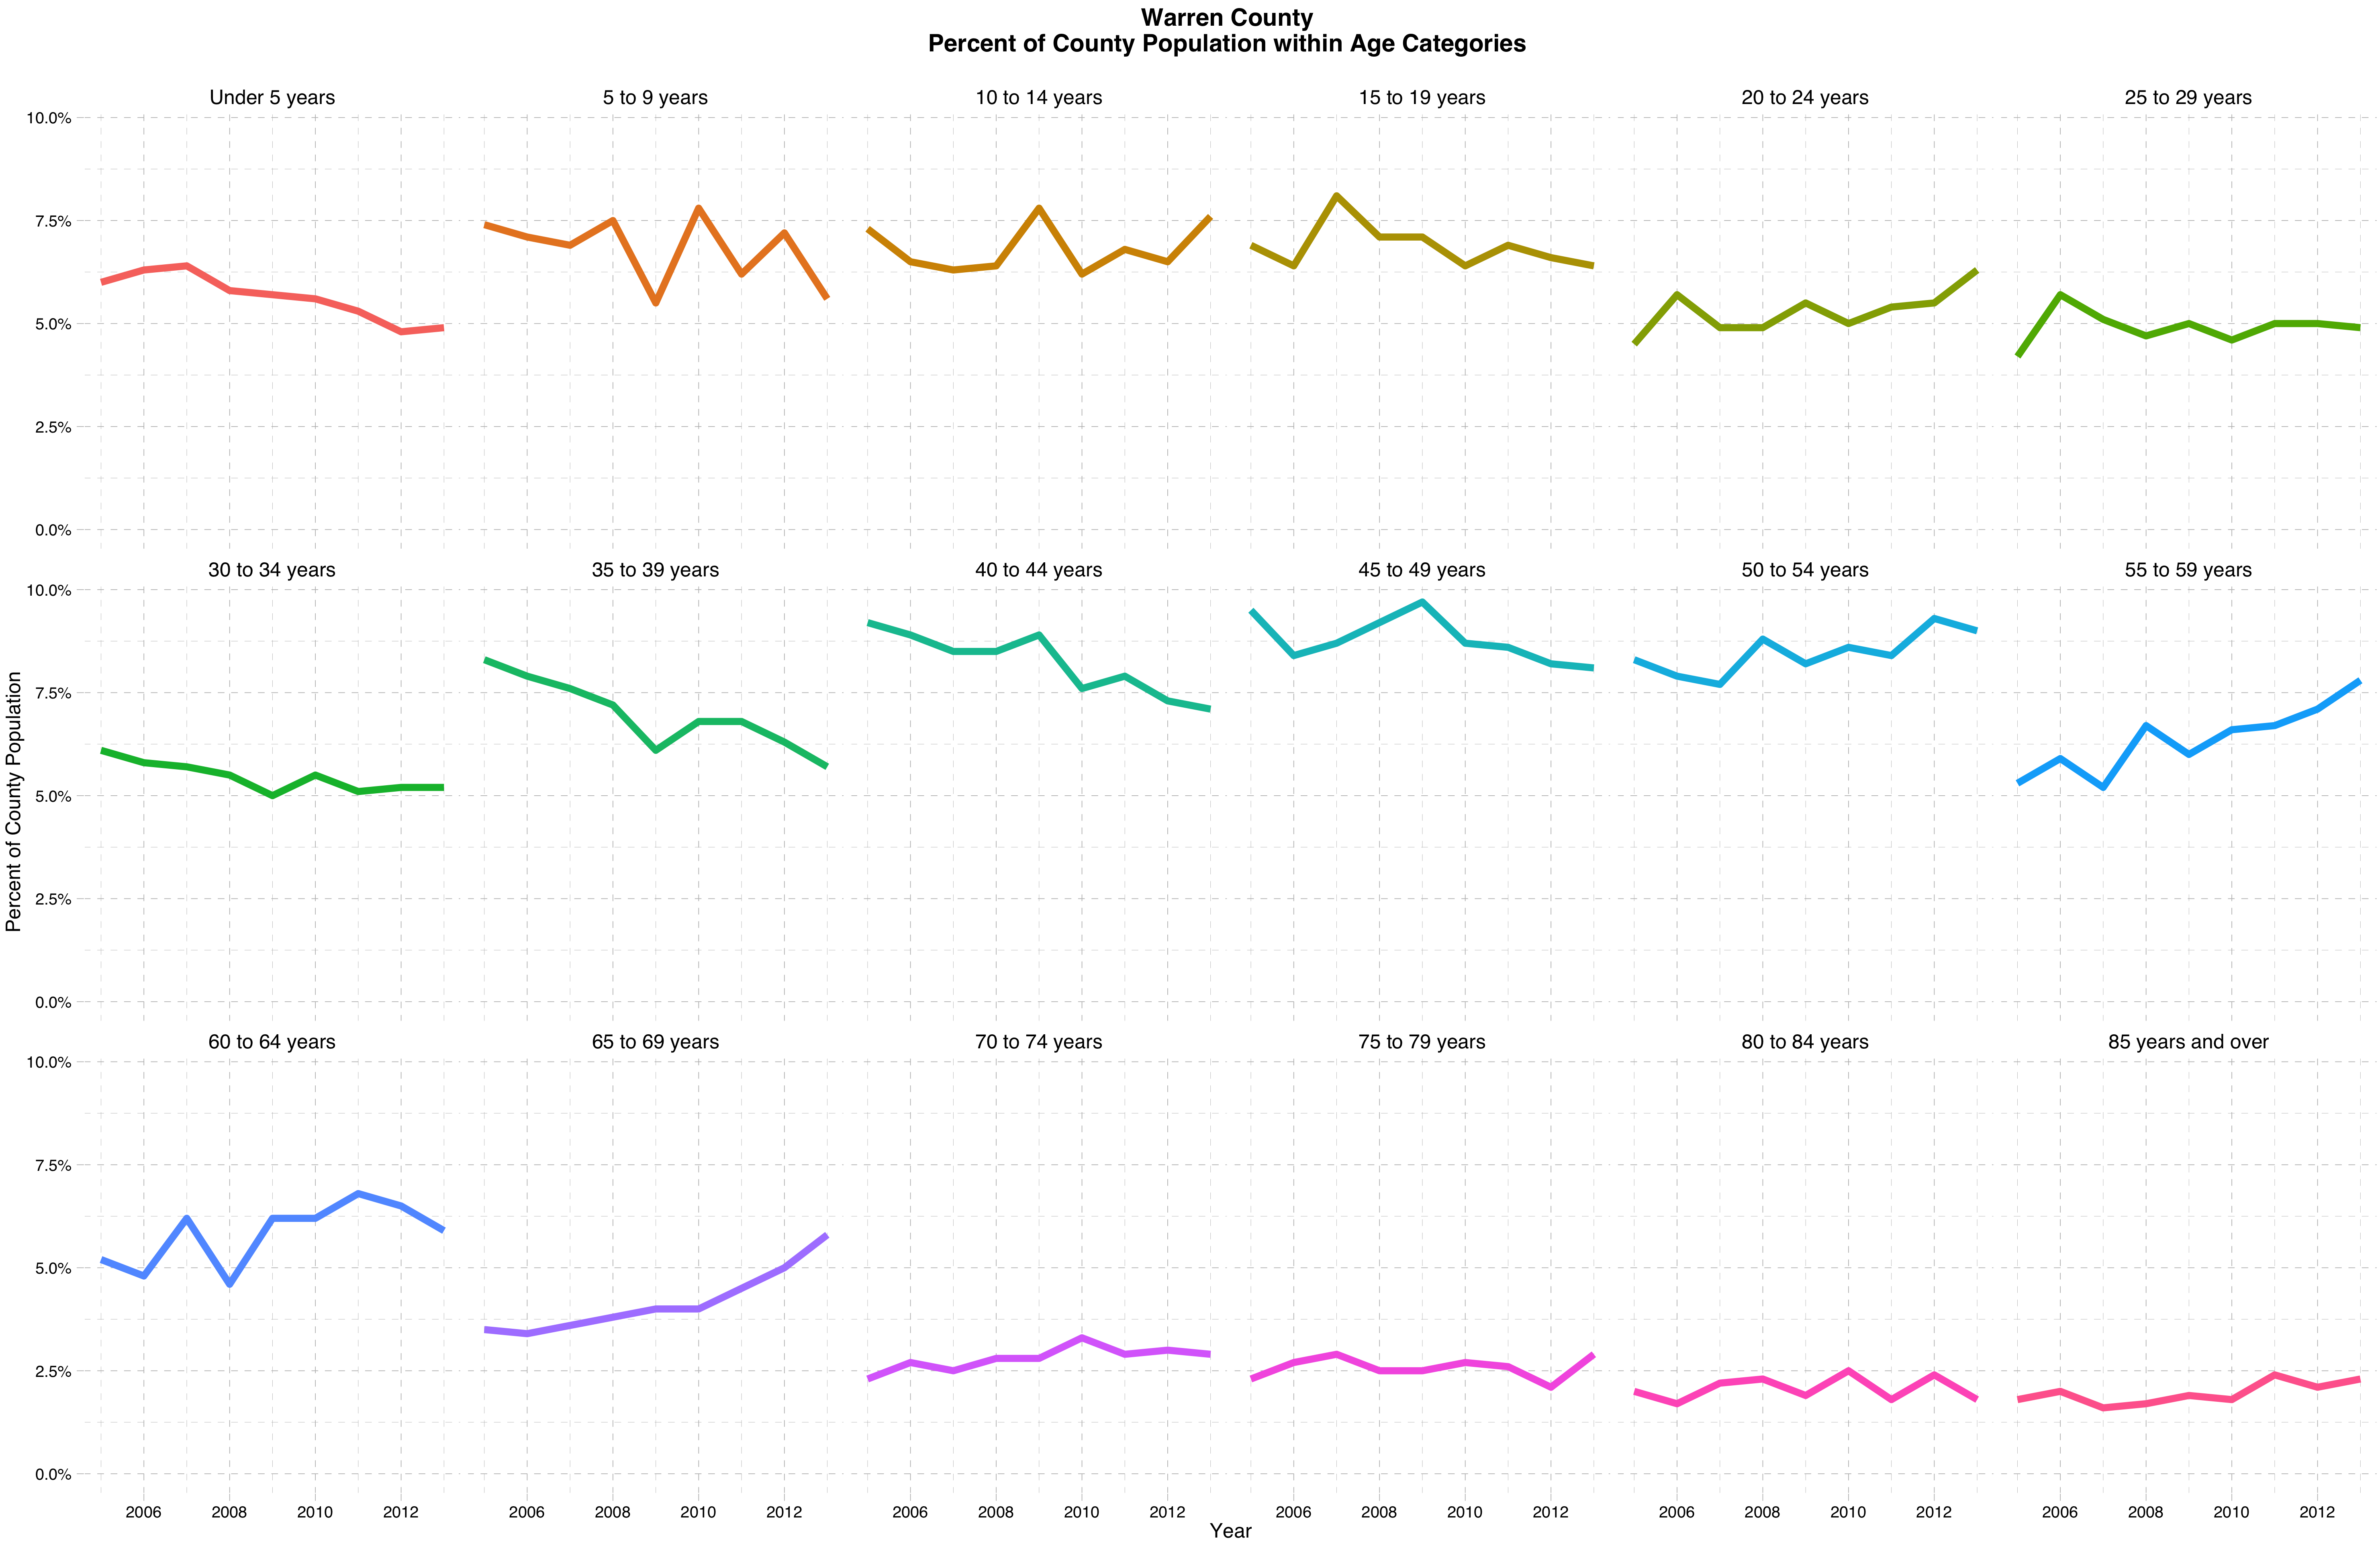 Warren County
Percent of County Population within Age Categories
Under 5 years 5 to 9 years 10 to 14 years 15 to 19 years 20 to 24 years 25 to 29 years
10.0%
7.5%
5.0%
2.5%
0.0%
30 to 34 years 35 to 39 years 40 to 44 years 45 to 49 years 50 to 54 years 55 to 59 years
10.0%
7.5%
5.0%
2.5%
0.0%
Percent of County Population
60 to 64 years 65 to 69 years 70 to 74 years 75 to 79 years 80 to 84 years 85 years and over
10.0%
7.5%
5.0%
2.5%
0.0%
2006 2008 2010 2012 2006 2008 2010 2012 2006 2008 2010 2012 2006 2008 2010 2012 2006 2008 2010 2012 2006 2008 2010 2012
Year